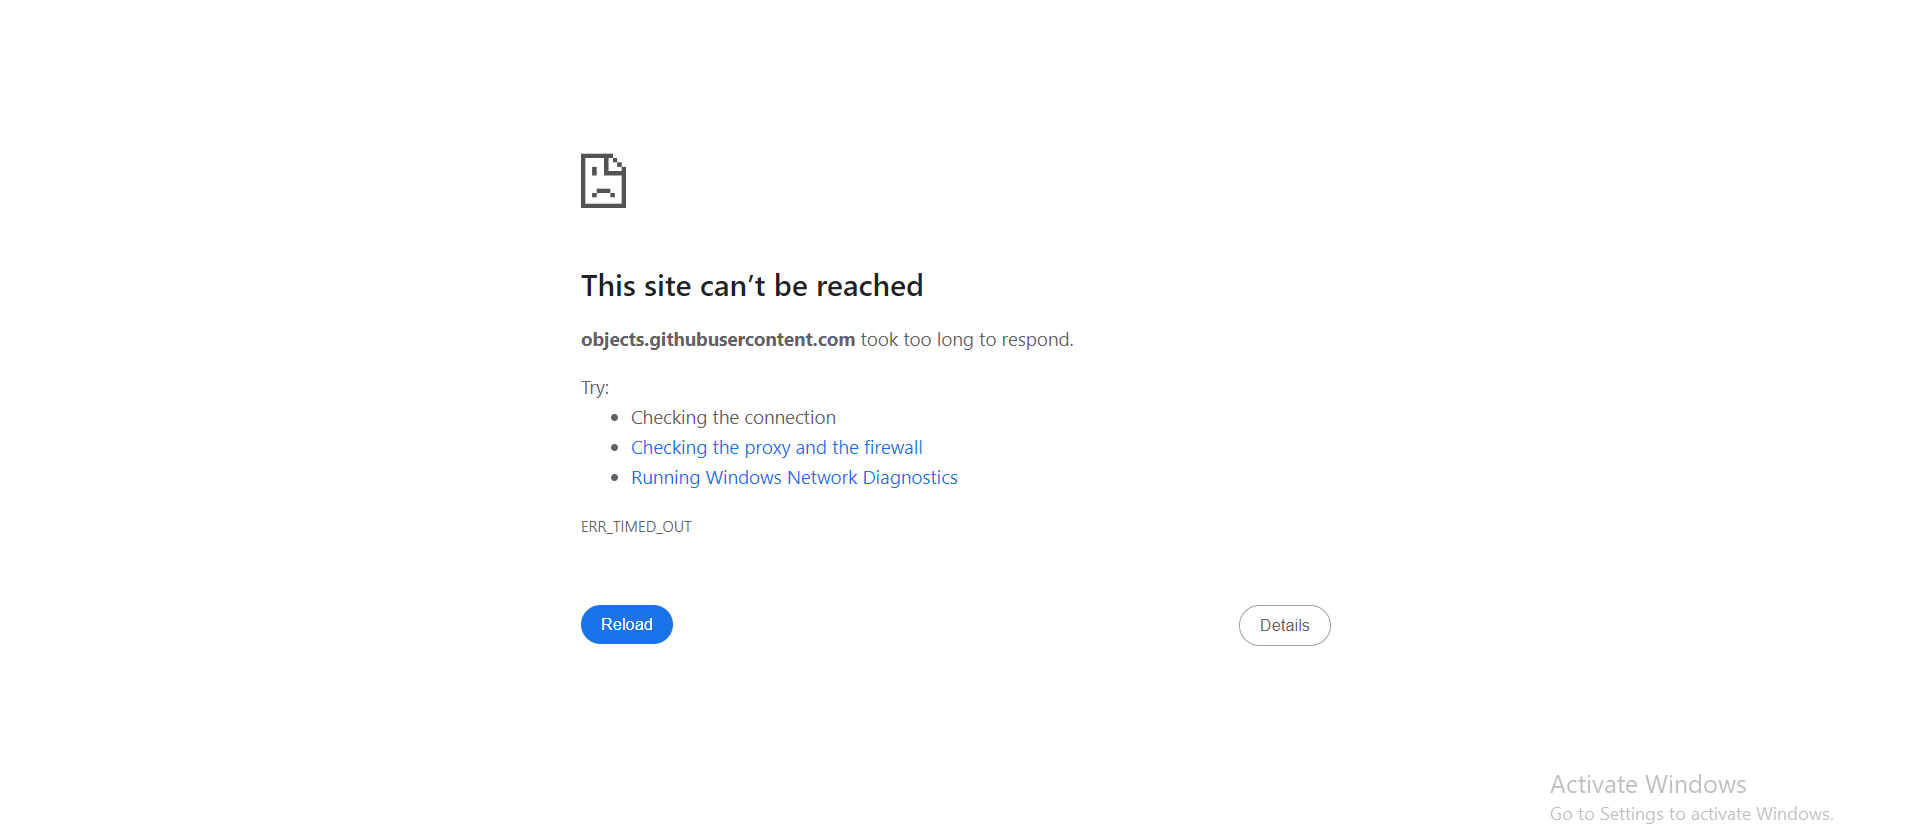 This site can’t be reached
objects.githubusercontent.com took too long to respond.
Try:
Checking the connection
Checking the proxy and the firewall
Running Windows Network Diagnostics
ERR_TIMED_OUT
Reload
Details
Activate Windows
Go to Settings to activate Windows.